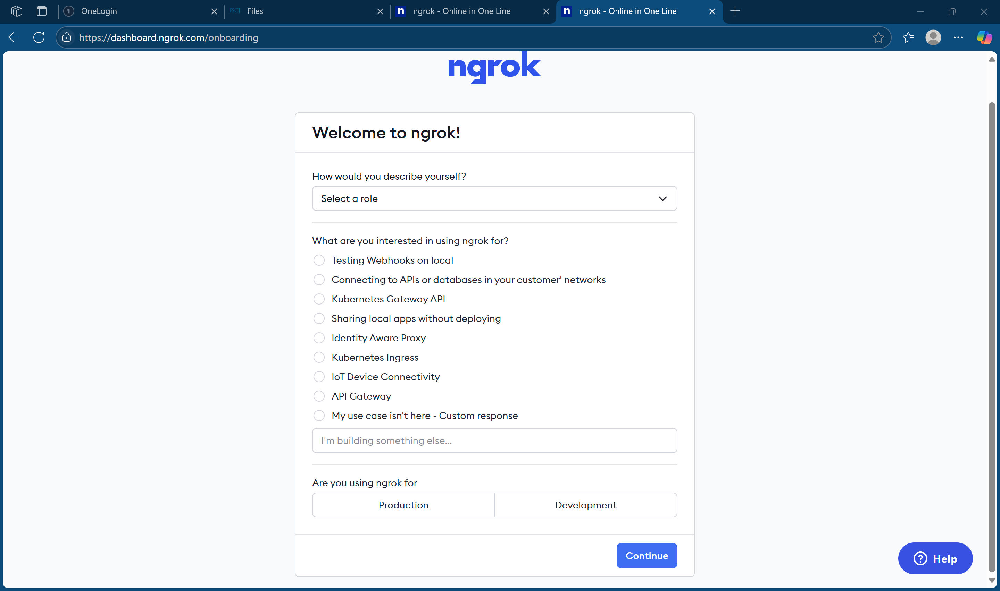 OneLogin
FSCJ Files
n ngrok - Online in One Line
n ngrok - Online in One Line
https://dashboard.ngrok.com/onboarding
ngrok
Welcome to ngrok!
How would you describe yourself?
Select a role
What are you interested in using ngrok for?
Testing Webhooks on local
Connecting to APIs or databases in your customer' networks
Kubernetes Gateway API
Sharing local apps without deploying
Identity Aware Proxy
Kubernetes Ingress
IoT Device Connectivity
API Gateway
My use case isn't here - Custom response
I'm building something else...
Are you using ngrok for
Production Development
Continue
? Help